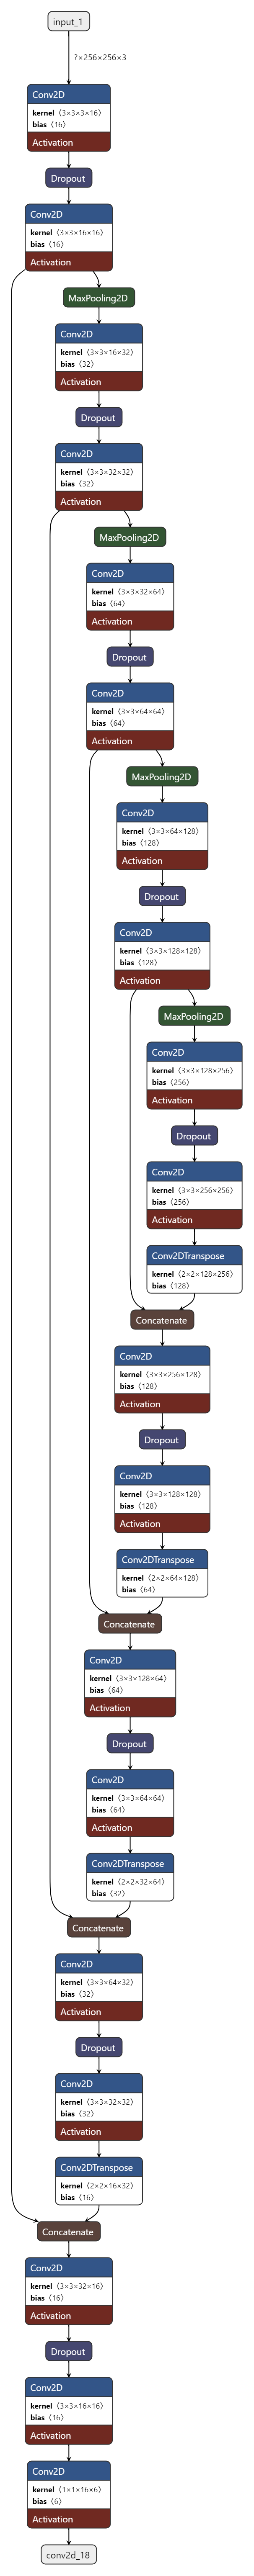 input_1
?×256×256×3
Conv2D
kernel ⟨3×3×3×16⟩
bias ⟨16⟩
Activation
Dropout
Conv2D
kernel ⟨3×3×16×16⟩
bias ⟨16⟩
Activation
MaxPooling2D
Conv2D
kernel ⟨3×3×16×32⟩
bias ⟨32⟩
Activation
Dropout
Conv2D
kernel ⟨3×3×32×32⟩
bias ⟨32⟩
Activation
MaxPooling2D
Conv2D
kernel ⟨3×3×32×64⟩
bias ⟨64⟩
Activation
Dropout
Conv2D
kernel ⟨3×3×64×64⟩
bias ⟨64⟩
Activation
MaxPooling2D
Conv2D
kernel ⟨3×3×64×128⟩
bias ⟨128⟩
Activation
Dropout
Conv2D
kernel ⟨3×3×128×128⟩
bias ⟨128⟩
Activation
MaxPooling2D
Conv2D
kernel ⟨3×3×128×256⟩
bias ⟨256⟩
Activation
Dropout
Conv2D
kernel ⟨3×3×256×256⟩
bias ⟨256⟩
Activation
Conv2DTranspose
kernel ⟨2×2×128×256⟩
bias ⟨128⟩
Concatenate
Conv2D
kernel ⟨3×3×256×128⟩
bias ⟨128⟩
Activation
Dropout
Conv2D
kernel ⟨3×3×128×128⟩
bias ⟨128⟩
Activation
Conv2DTranspose
kernel ⟨2×2×64×128⟩
bias ⟨64⟩
Concatenate
Conv2D
kernel ⟨3×3×128×64⟩
bias ⟨64⟩
Activation
Dropout
Conv2D
kernel ⟨3×3×64×64⟩
bias ⟨64⟩
Activation
Conv2DTranspose
kernel ⟨2×2×32×64⟩
bias ⟨32⟩
Concatenate
Conv2D
kernel ⟨3×3×64×32⟩
bias ⟨32⟩
Activation
Dropout
Conv2D
kernel ⟨3×3×32×32⟩
bias ⟨32⟩
Activation
Conv2DTranspose
kernel ⟨2×2×16×32⟩
bias ⟨16⟩
Concatenate
Conv2D
kernel ⟨3×3×32×16⟩
bias ⟨16⟩
Activation
Dropout
Conv2D
kernel ⟨3×3×16×16⟩
bias ⟨16⟩
Activation
Conv2D
kernel ⟨1×1×16×6⟩
bias ⟨6⟩
Activation
conv2d_18